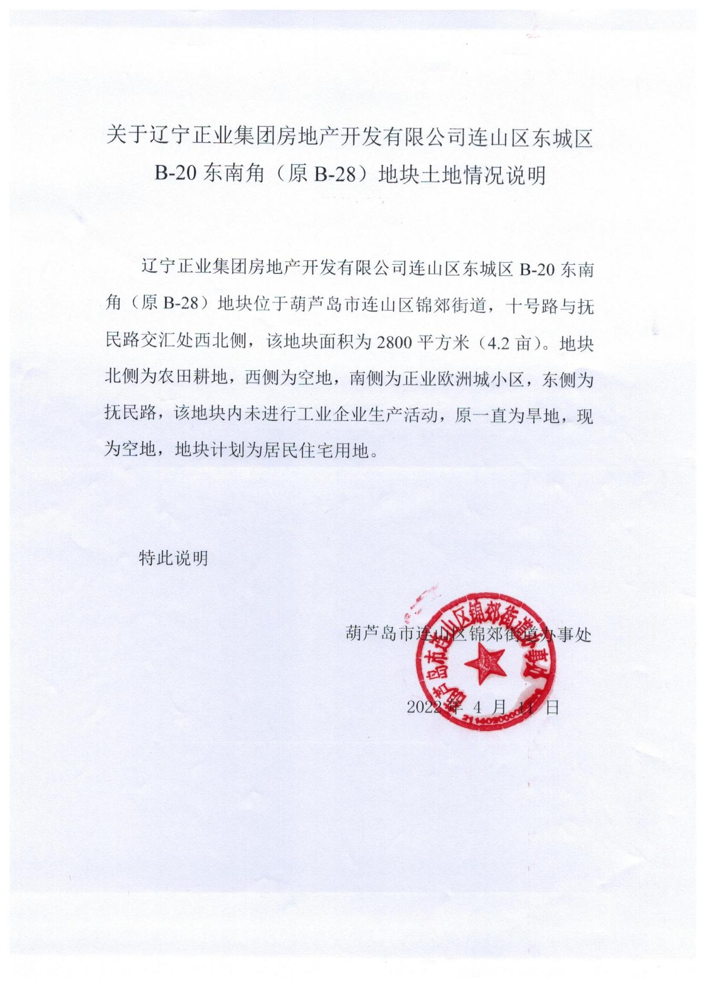 关于辽宁正业集团房地产开发有限公司连山区东城区
B-20 东南角（原 B-28）地块土地情况说明
辽宁正业集团房地产开发有限公司连山区东城区 B-20 东南
角（原 B-28）地块位于葫芦岛市连山区锦郊街道，十号路与抚
民路交汇处西北侧，该地块面积为 2800 平方米（4.2 亩）。地块
北侧为农田耕地，西侧为空地，南侧为正业欧洲城小区，东侧为
抚民路，该地块内未进行工业企业生产活动，原一直为旱地，现
为空地，地块计划为居民住宅用地。
特此说明
葫芦岛市连山区锦郊街道办事处
葫芦岛市连山区锦郊街道办事处
2022 年 4 月 11 日